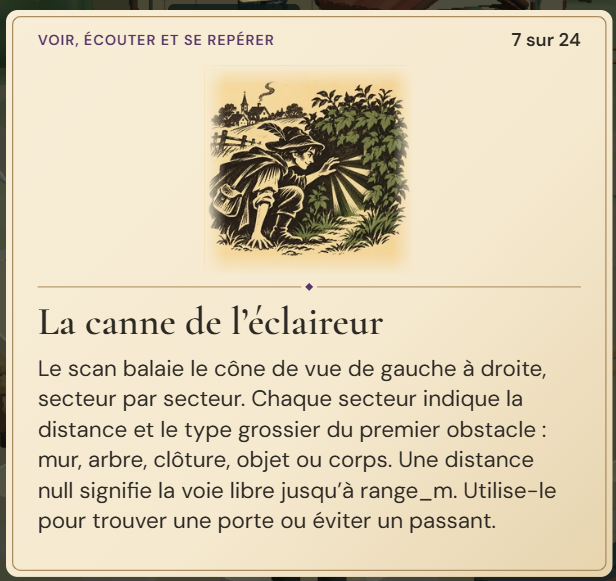 VOIR, ÉCOUTER ET SE REPÉRER
7 sur 24
La canne de l’éclaireur
Le scan balaie le cône de vue de gauche à droite,
secteur par secteur. Chaque secteur indique la
distance et le type grossier du premier obstacle :
mur, arbre, clôture, objet ou corps. Une distance
null signifie la voie libre jusqu’à range_m. Utilise-le
pour trouver une porte ou éviter un passant.